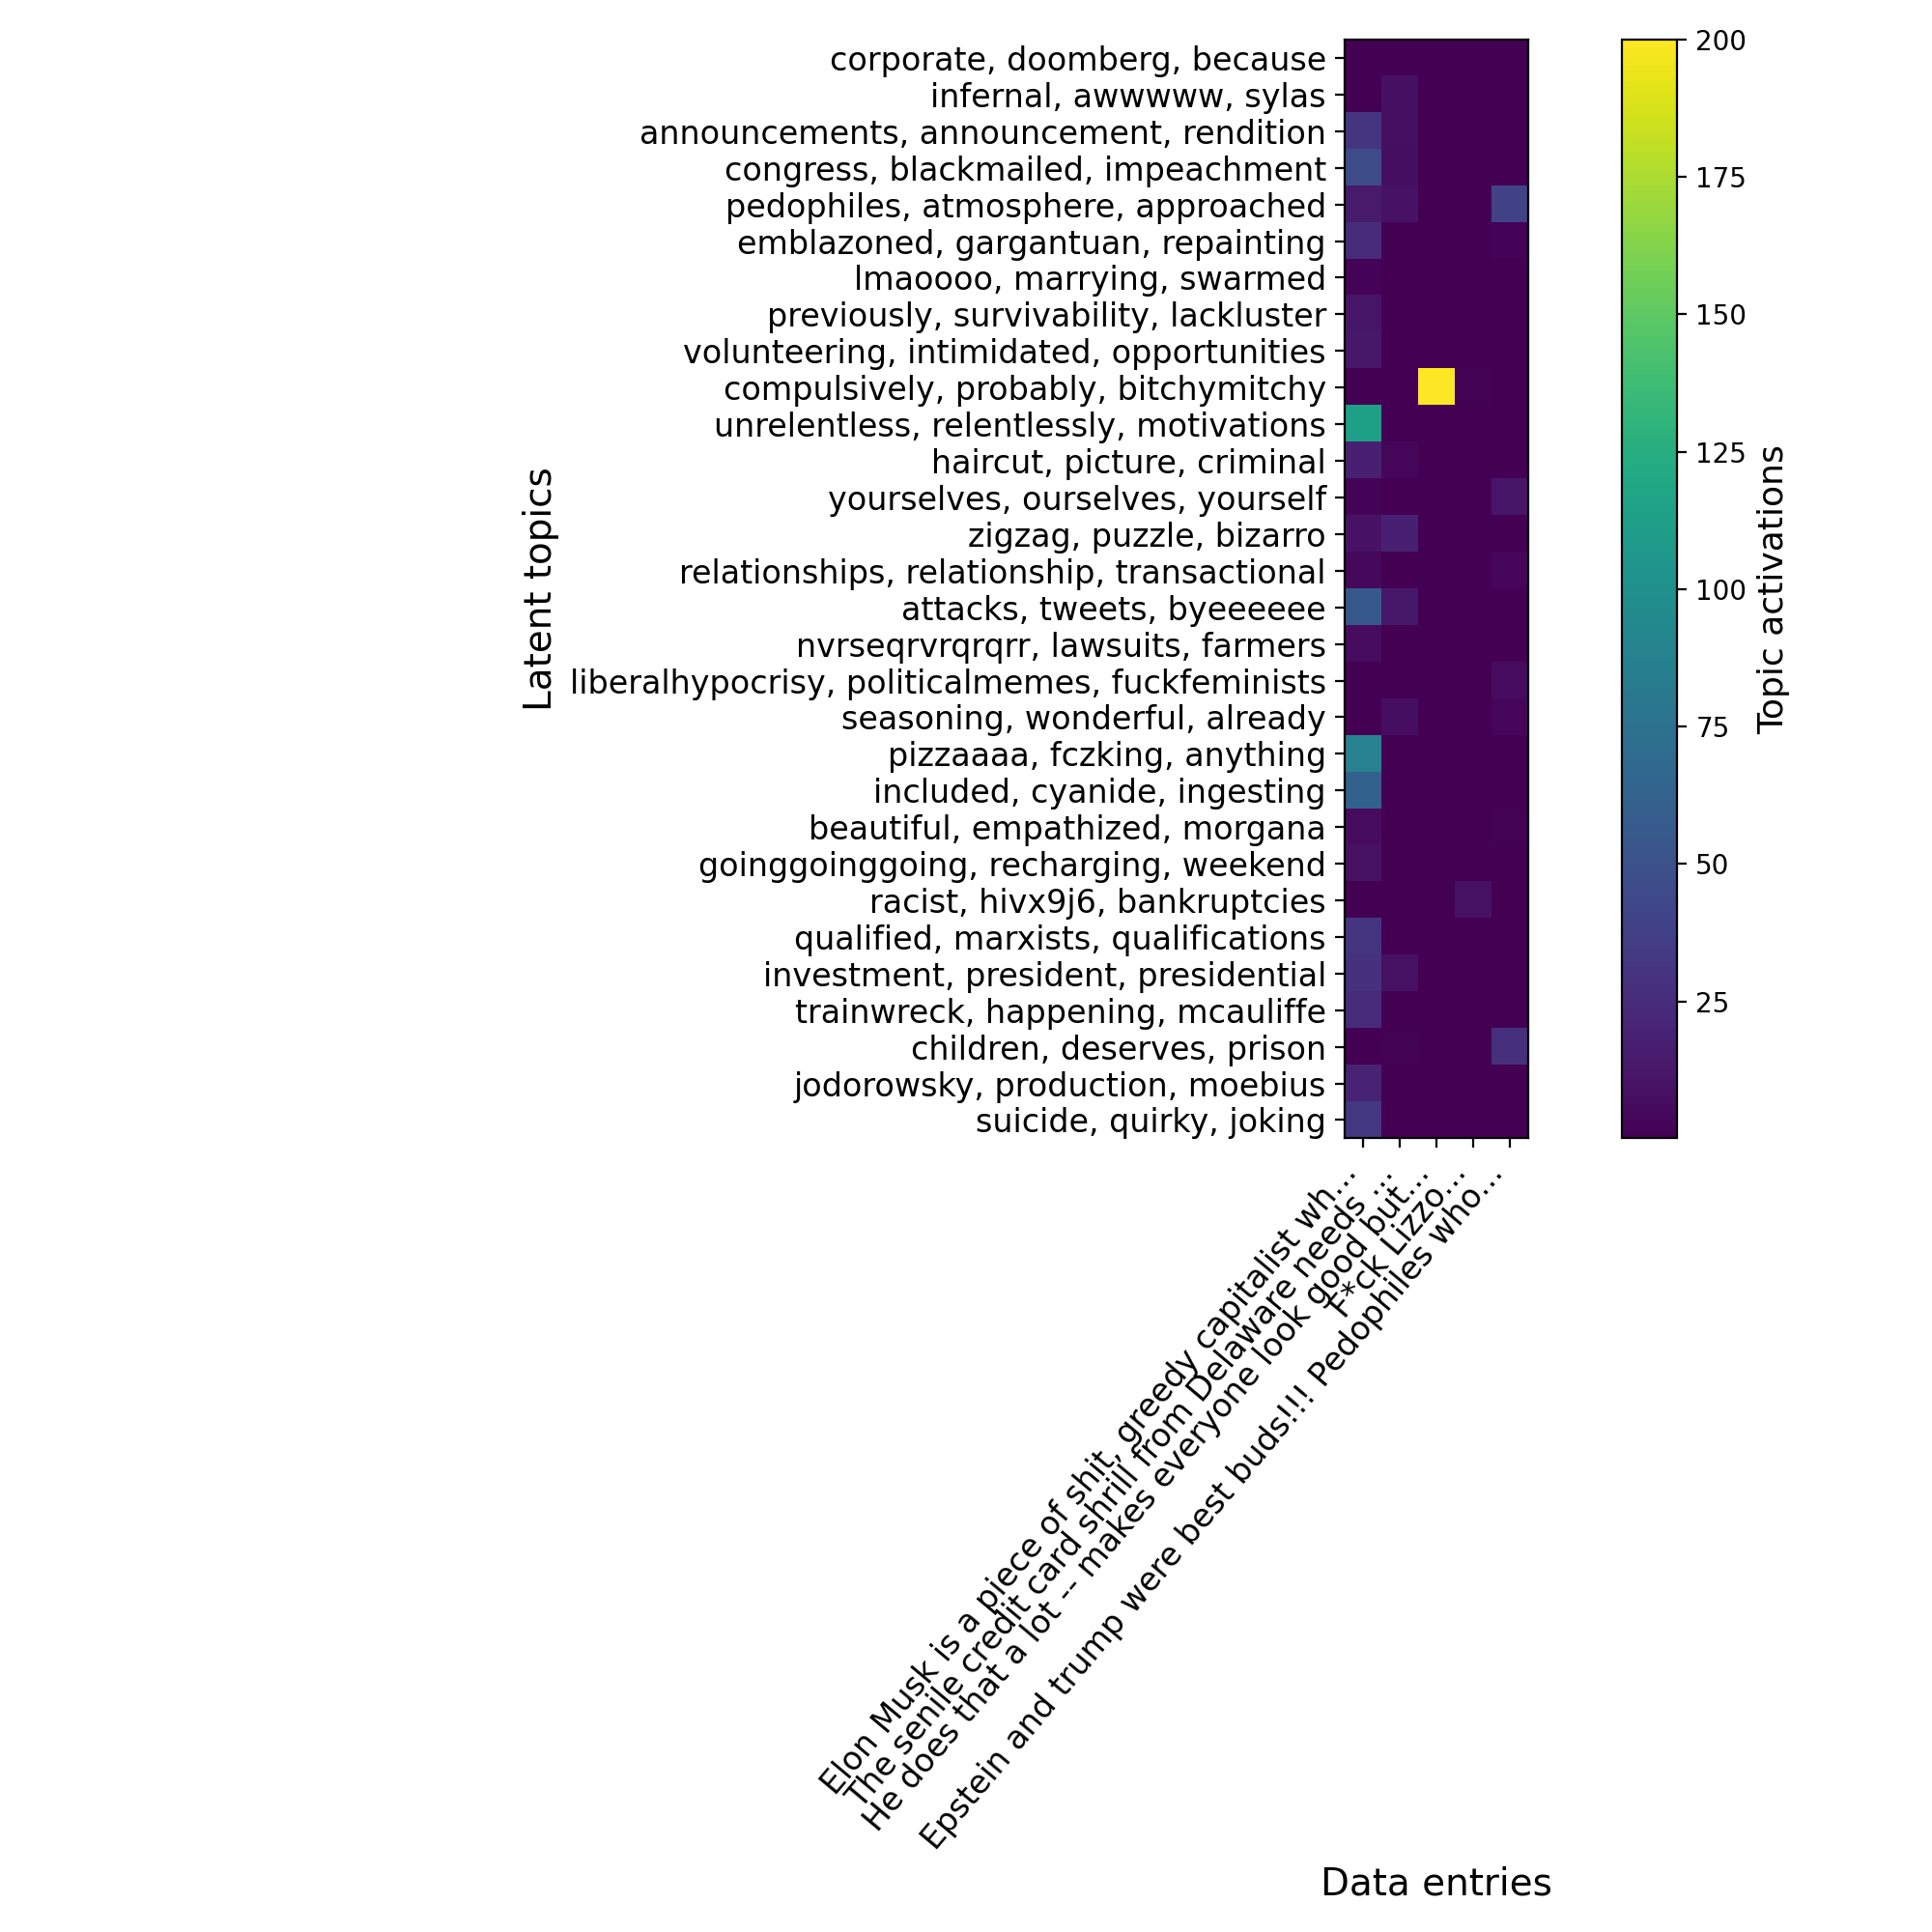 corporate, doomberg, because
infernal, awwwww, sylas
announcements, announcement, rendition
congress, blackmailed, impeachment
pedophiles, atmosphere, approached
emblazoned, gargantuan, repainting
lmaoooo, marrying, swarmed
previously, survivability, lackluster
volunteering, intimidated, opportunities
compulsively, probably, bitchymitchy
unrelentless, relentlessly, motivations
haircut, picture, criminal
yourselves, ourselves, yourself
zigzag, puzzle, bizarro
relationships, relationship, transactional
attacks, tweets, byeeeeee
nvrseqrvrqrqrr, lawsuits, farmers
liberalhypocrisy, politicalmemes, fuckfeminists
seasoning, wonderful, already
pizzaaaa, fczking, anything
included, cyanide, ingesting
beautiful, empathized, morgana
goinggoinggoing, recharging, weekend
racist, hivx9j6, bankruptcies
qualified, marxists, qualifications
investment, president, presidential
trainwreck, happening, mcauliffe
children, deserves, prison
jodorowsky, production, moebius
suicide, quirky, joking
Latent topics
Elon Musk is a piece of shit, greedy capitalist wh...
The senile credit card shrill from Delaware needs ...
He does that a lot -- makes everyone look good but...
F*ck Lizzo...
Epstein and trump were best buds!!! Pedophiles who...
Data entries
200
175
150
125
100
75
50
25
Topic activations